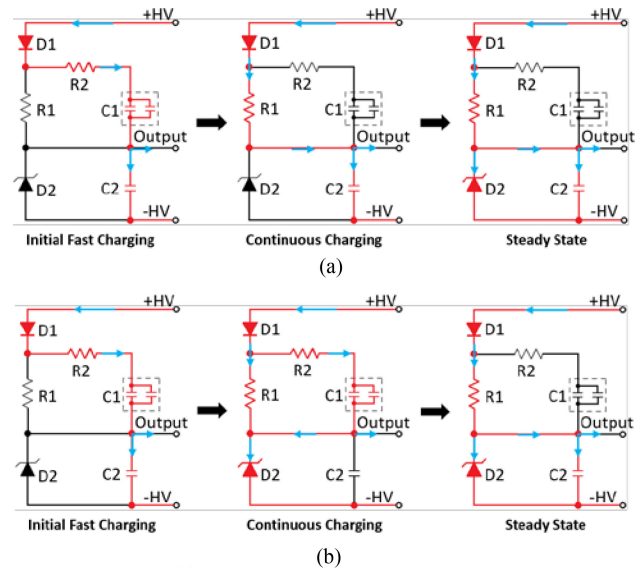 +HV +HV +HV
D1 D1 D1
R2 R2 R2
R1 C1 R1 C1 R1 C1
Output Output Output
D2 C2 D2 C2 D2 C2
-HV -HV -HV
Initial Fast Charging Continuous Charging Steady State
(a)
+HV +HV +HV
D1 D1 D1
R2 R2 R2
R1 C1 R1 C1 R1 C1
Output Output Output
D2 C2 D2 C2 D2 C2
-HV -HV -HV
Initial Fast Charging Continuous Charging Steady State
(b)